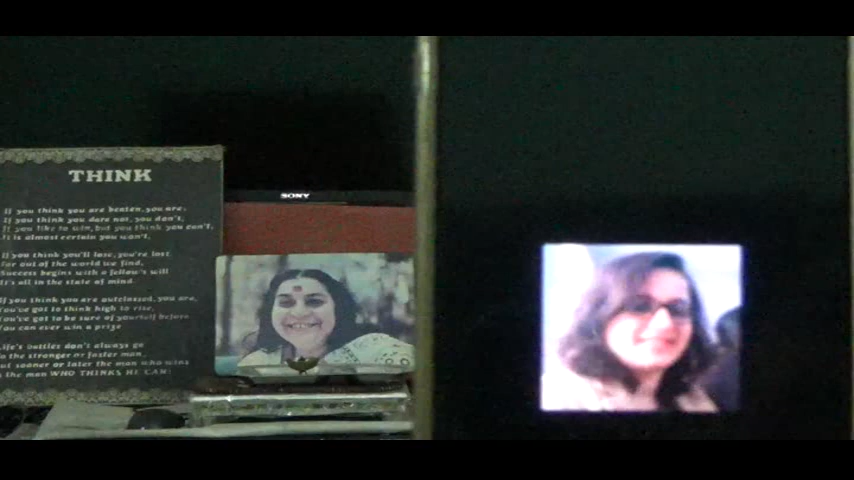 THINK
If you think you are beaten, you are:
If you think you dare not, you don't,
If you like to win, but you think you can't,
It is almost certain you won't.
If you think you'll lose, you're lost
For out of the world we find,
Success begins with a fellow's will
It's all in the state of mind.
If you think you are outclassed, you are,
You've got to think high to rise,
You've got to be sure of yourself before
You can ever win a prize
Life's battles don't always go
To the stronger or faster man,
But sooner or later the man who wins
Is the man WHO THINKS HE CAN!
SONY